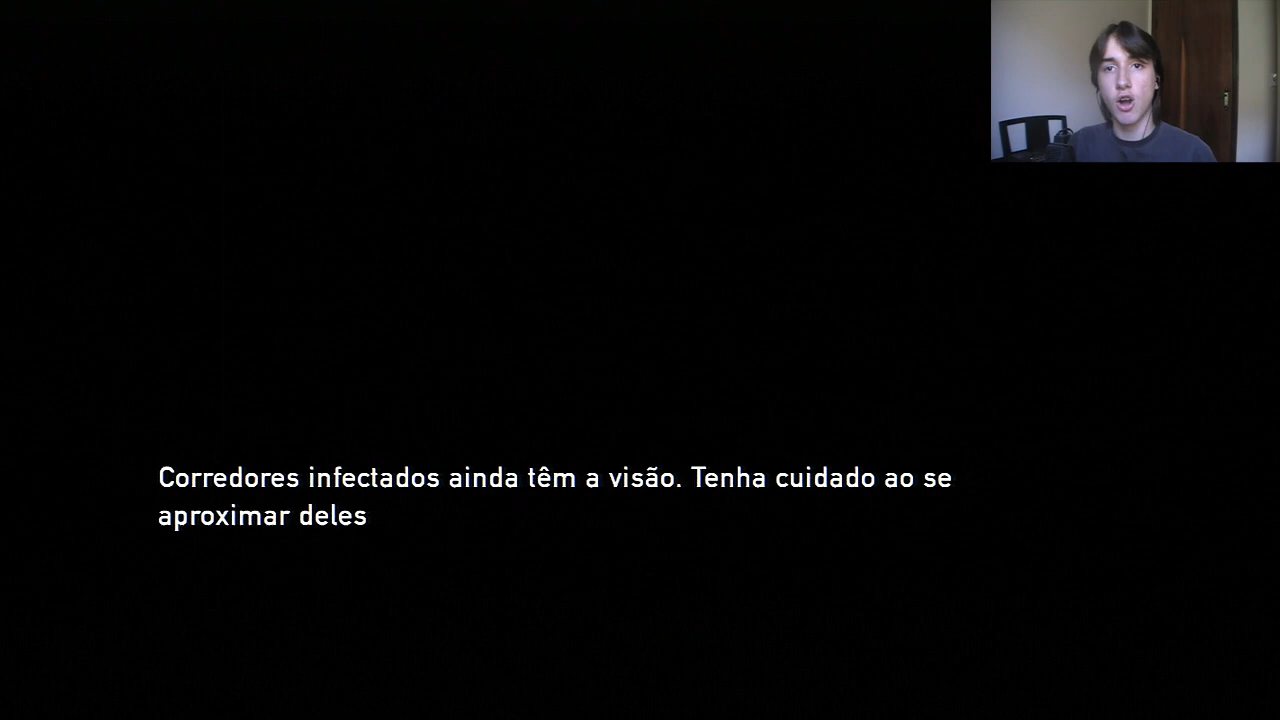 Corredores infectados ainda têm a visão. Tenha cuidado ao se
aproximar deles